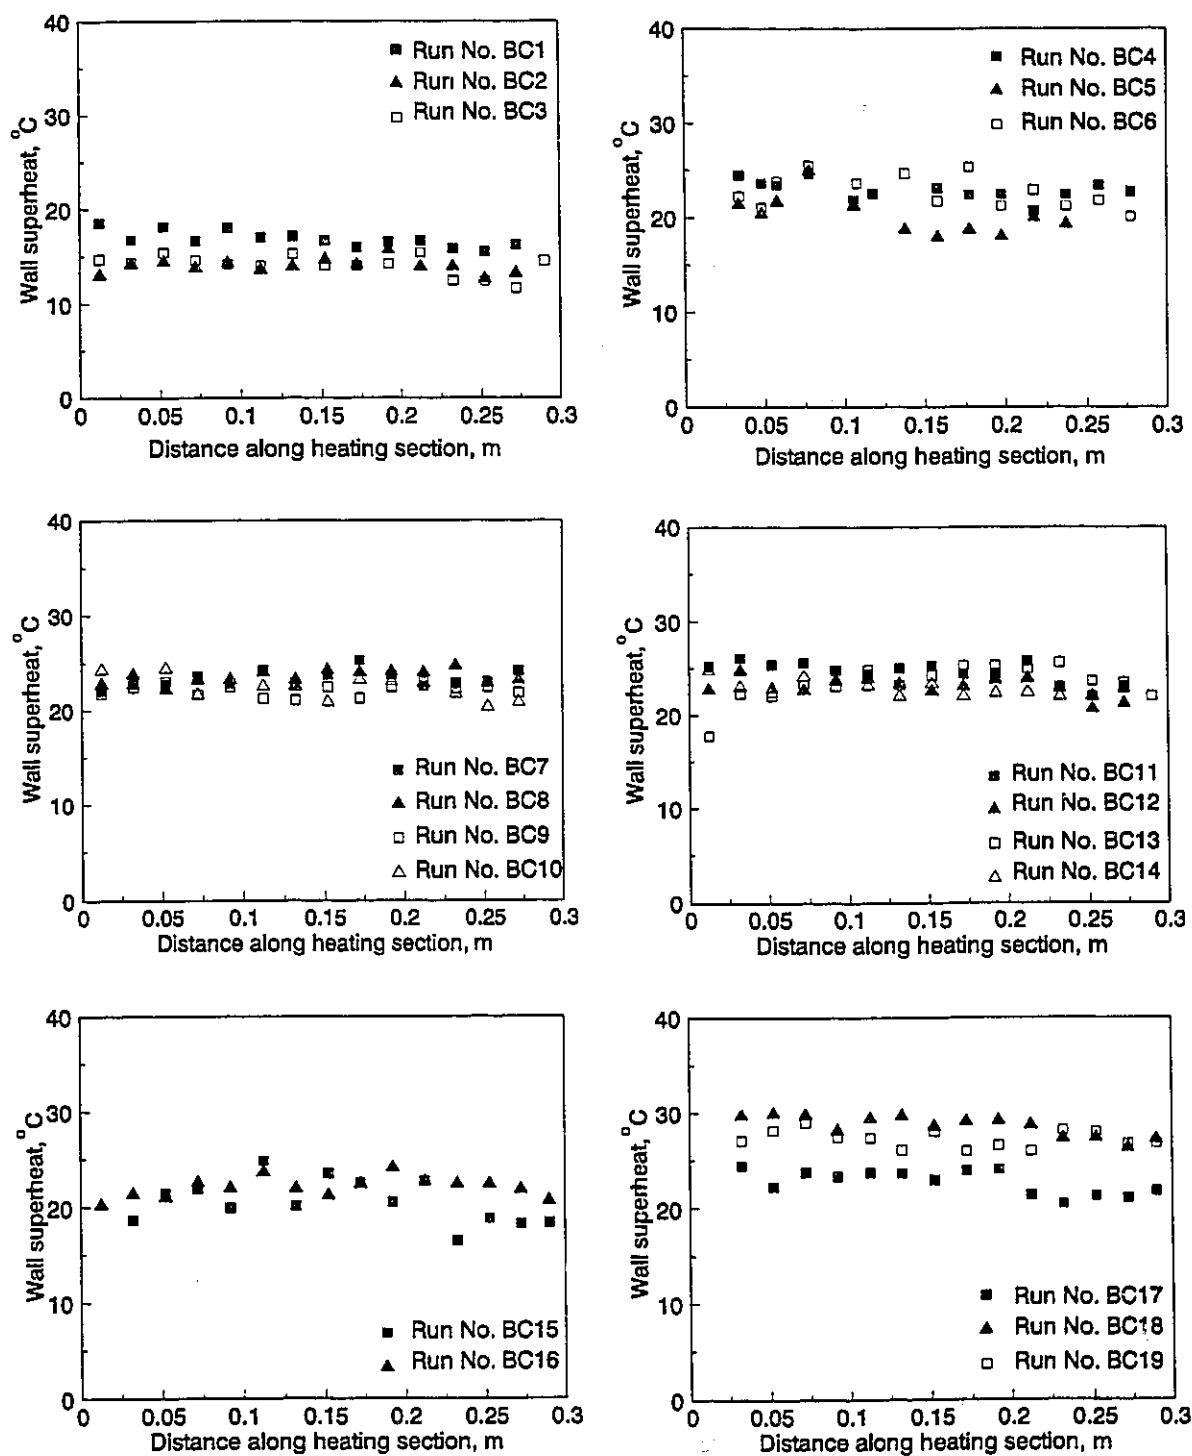 40
30
20
10
0
Wall superheat, °C
■ Run No. BC1
▲ Run No. BC2
□ Run No. BC3
0 0.05 0.1 0.15 0.2 0.25 0.3
Distance along heating section, m
40
30
20
10
0
Wall superheat, °C
■ Run No. BC4
▲ Run No. BC5
□ Run No. BC6
0 0.05 0.1 0.15 0.2 0.25 0.3
Distance along heating section, m
40
30
20
10
0
Wall superheat, °C
■ Run No. BC7
▲ Run No. BC8
□ Run No. BC9
△ Run No. BC10
0 0.05 0.1 0.15 0.2 0.25 0.3
Distance along heating section, m
40
30
20
10
0
Wall superheat, °C
■ Run No. BC11
▲ Run No. BC12
□ Run No. BC13
△ Run No. BC14
0 0.05 0.1 0.15 0.2 0.25 0.3
Distance along heating section, m
40
30
20
10
0
Wall superheat, °C
■ Run No. BC15
▲ Run No. BC16
0 0.05 0.1 0.15 0.2 0.25 0.3
Distance along heating section, m
40
30
20
10
0
Wall superheat, °C
■ Run No. BC17
▲ Run No. BC18
□ Run No. BC19
0 0.05 0.1 0.15 0.2 0.25 0.3
Distance along heating section, m